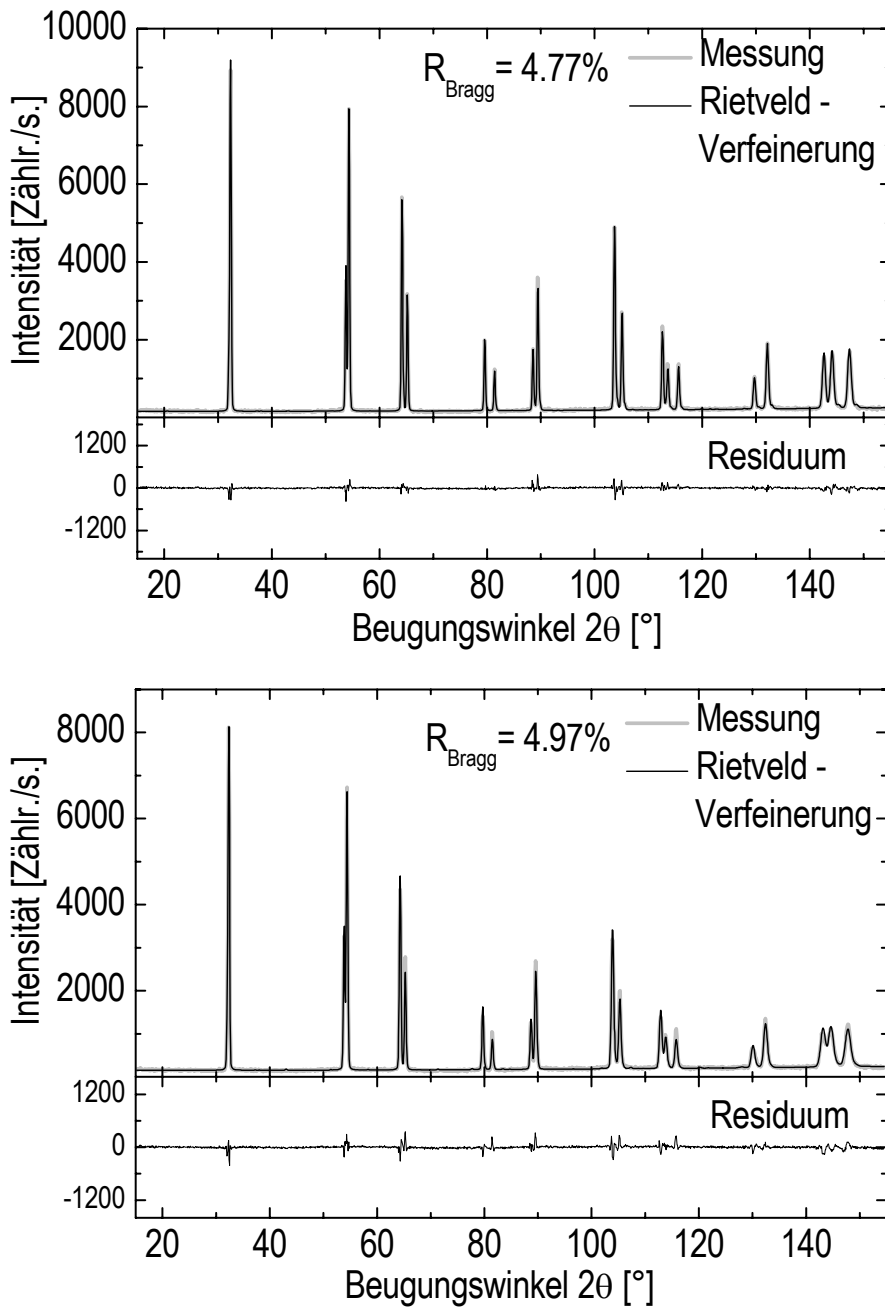 10000
8000
6000
4000
2000
Intensität [Zählr./s.]
R_Bragg = 4.77%
Messung
Rietveld -
Verfeinerung
1200
0
-1200
Residuum
20 40 60 80 100 120 140
Beugungswinkel 2θ [°]
8000
6000
4000
2000
Intensität [Zählr./s.]
R_Bragg = 4.97%
Messung
Rietveld -
Verfeinerung
1200
0
-1200
Residuum
20 40 60 80 100 120 140
Beugungswinkel 2θ [°]